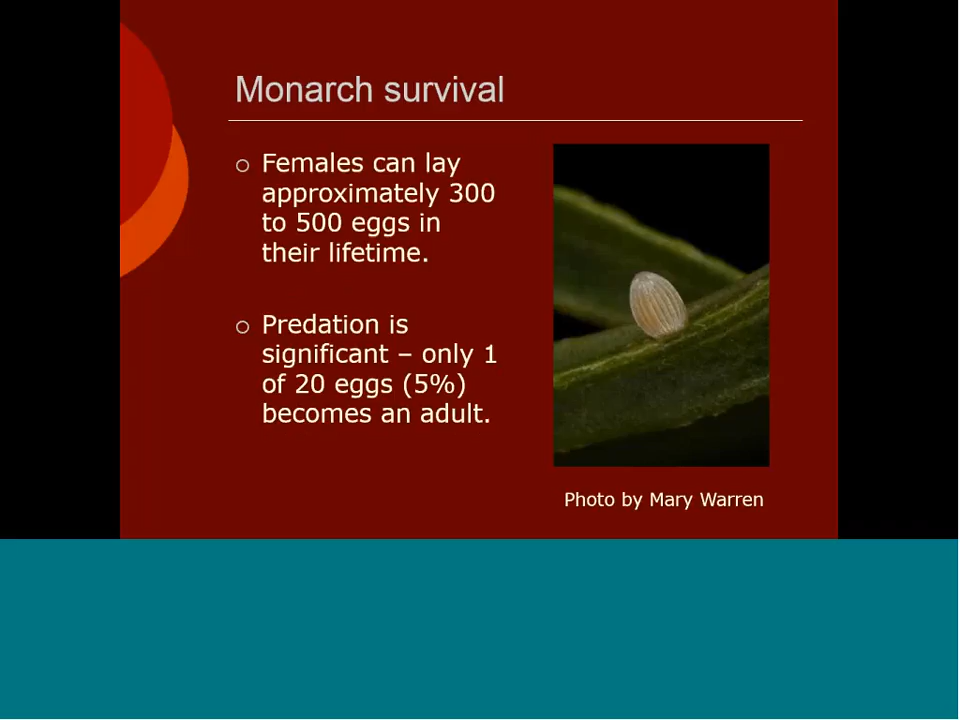 Monarch survival
Females can lay
approximately 300
to 500 eggs in
their lifetime.
Predation is
significant – only 1
of 20 eggs (5%)
becomes an adult.
Photo by Mary Warren